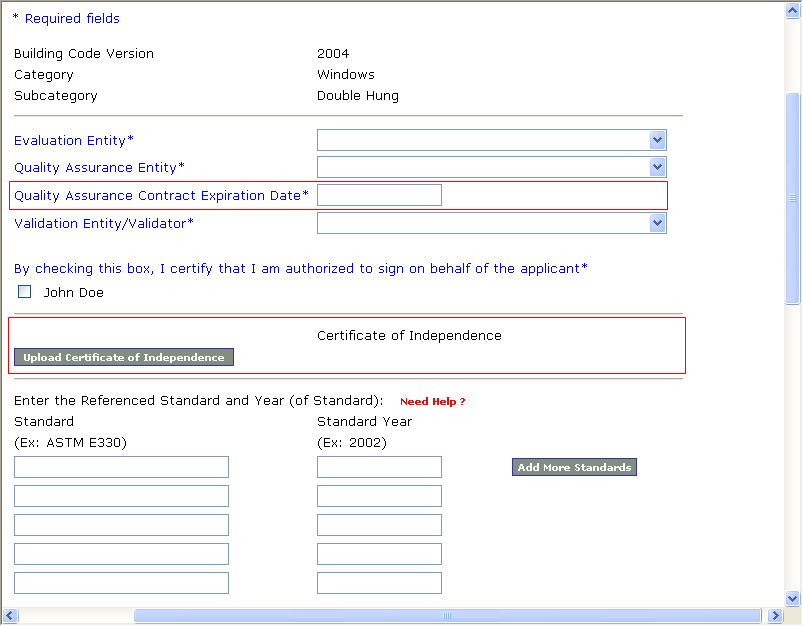 * Required fields
Building Code Version 2004
Category Windows
Subcategory Double Hung
Evaluation Entity*
Quality Assurance Entity*
Quality Assurance Contract Expiration Date*
Validation Entity/Validator*
By checking this box, I certify that I am authorized to sign on behalf of the applicant*
John Doe
Certificate of Independence
Upload Certificate of Independence
Enter the Referenced Standard and Year (of Standard): Need Help ?
Standard Standard Year
(Ex: ASTM E330) (Ex: 2002)
Add More Standards